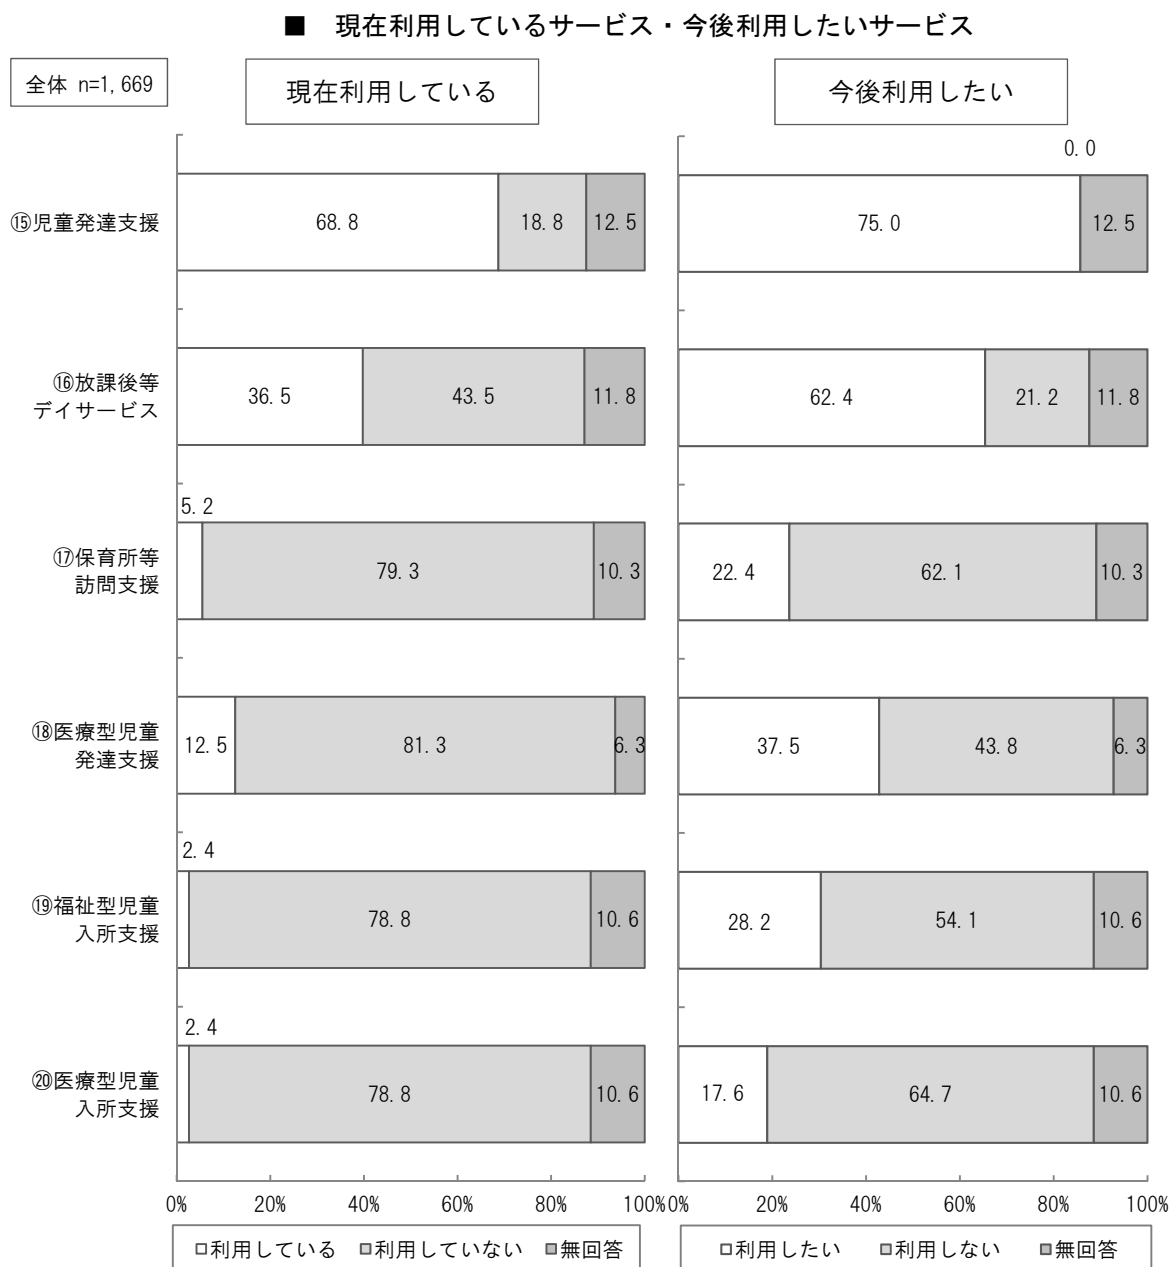 ■ 現在利用しているサービス・今後利用したいサービス
全体 n=1,669
現在利用している
今後利用したい
0.0
⑮児童発達支援
68.8 18.8 12.5
75.0 12.5
⑯放課後等
デイサービス
36.5 43.5 11.8
62.4 21.2 11.8
5.2
⑰保育所等
訪問支援
79.3 10.3
22.4 62.1 10.3
⑱医療型児童
発達支援
12.5 81.3 6.3
37.5 43.8 6.3
2.4
⑲福祉型児童
入所支援
78.8 10.6
28.2 54.1 10.6
2.4
⑳医療型児童
入所支援
78.8 10.6
17.6 64.7 10.6
0% 20% 40% 60% 80% 100%
0% 20% 40% 60% 80% 100%
□利用している □利用していない □無回答
□利用したい □利用しない □無回答